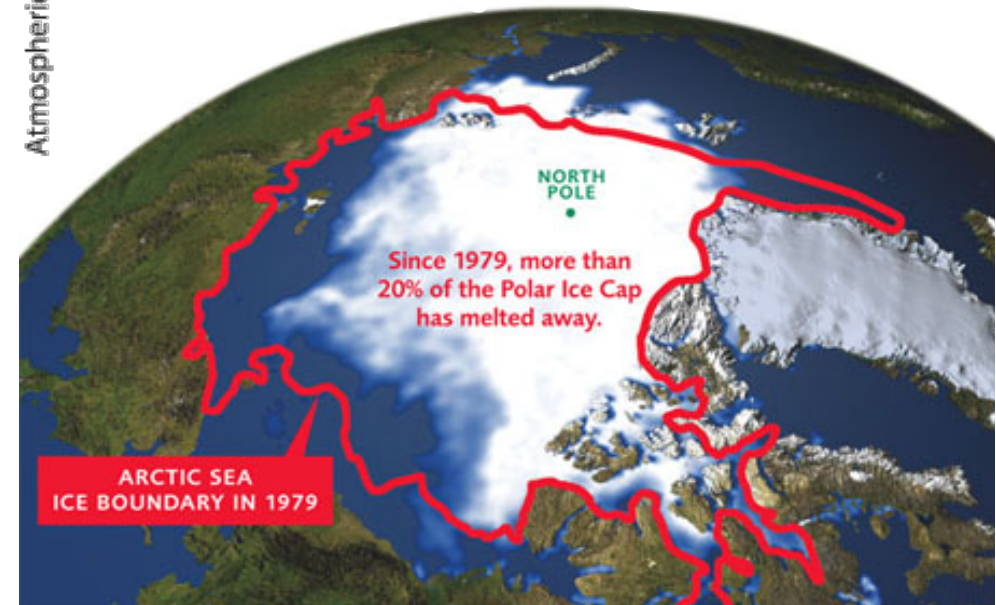 Atmospheric
NORTH
POLE
Since 1979, more than
20% of the Polar Ice Cap
has melted away.
ARCTIC SEA
ICE BOUNDARY IN 1979